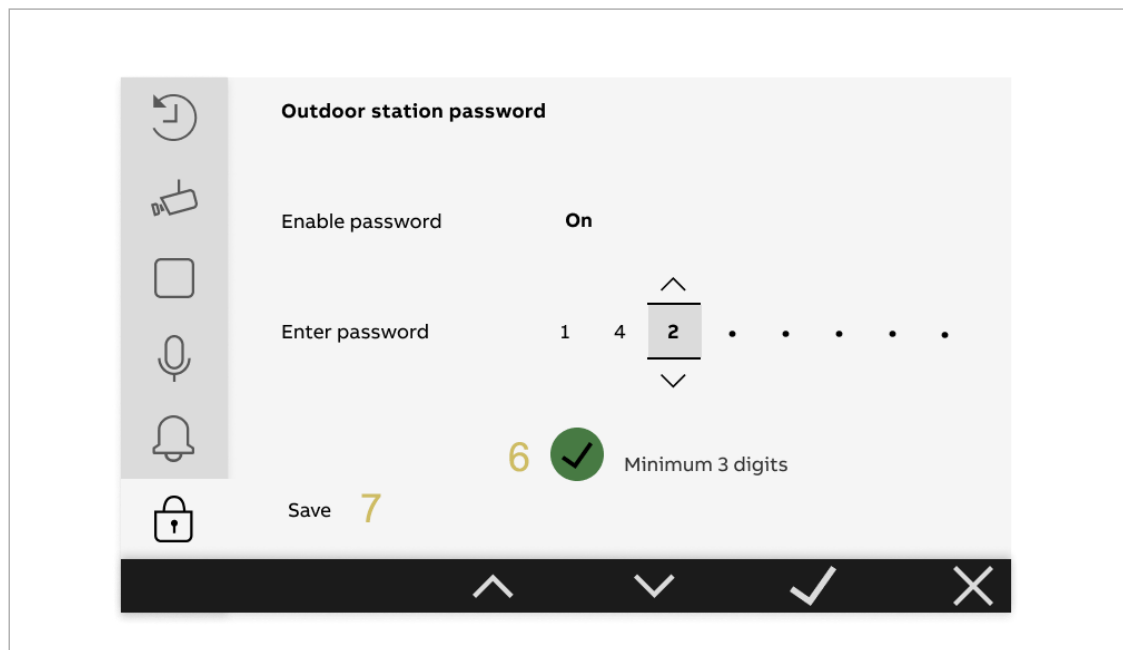 Outdoor station password
Enable password On
Enter password 1 4 2 • • • • •
6 Minimum 3 digits
Save 7